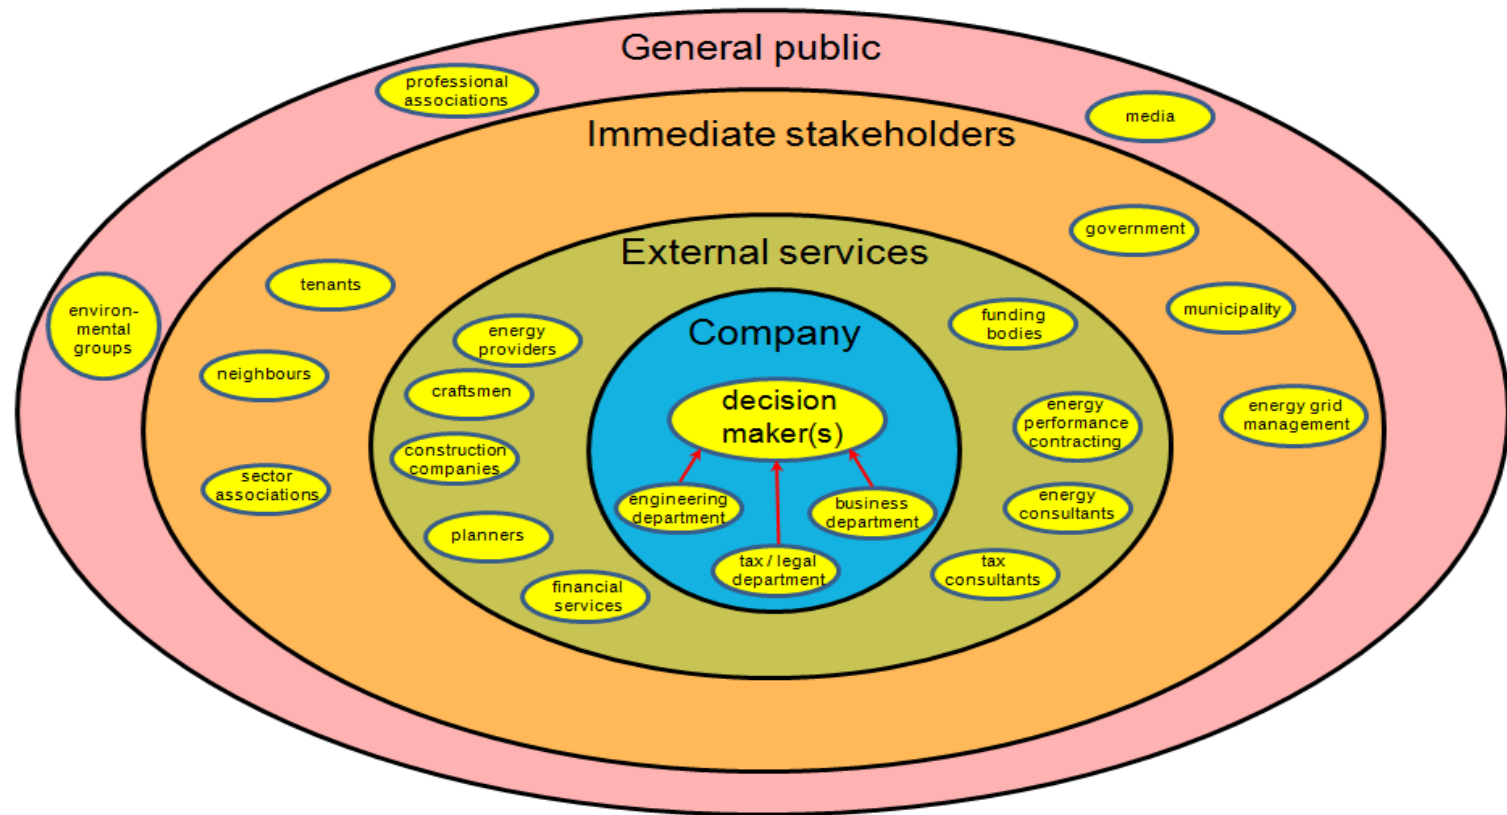 General public
professional
associations
media
Immediate stakeholders
government
External services
tenants
municipality
environ-
mental
groups
energy
providers
Company
funding
bodies
neighbours
craftsmen
decision
maker(s)
energy
performance
contracting
energy grid
management
construction
companies
sector
associations
engineering
department
business
department
energy
consultants
planners
tax / legal
department
tax
consultants
financial
services